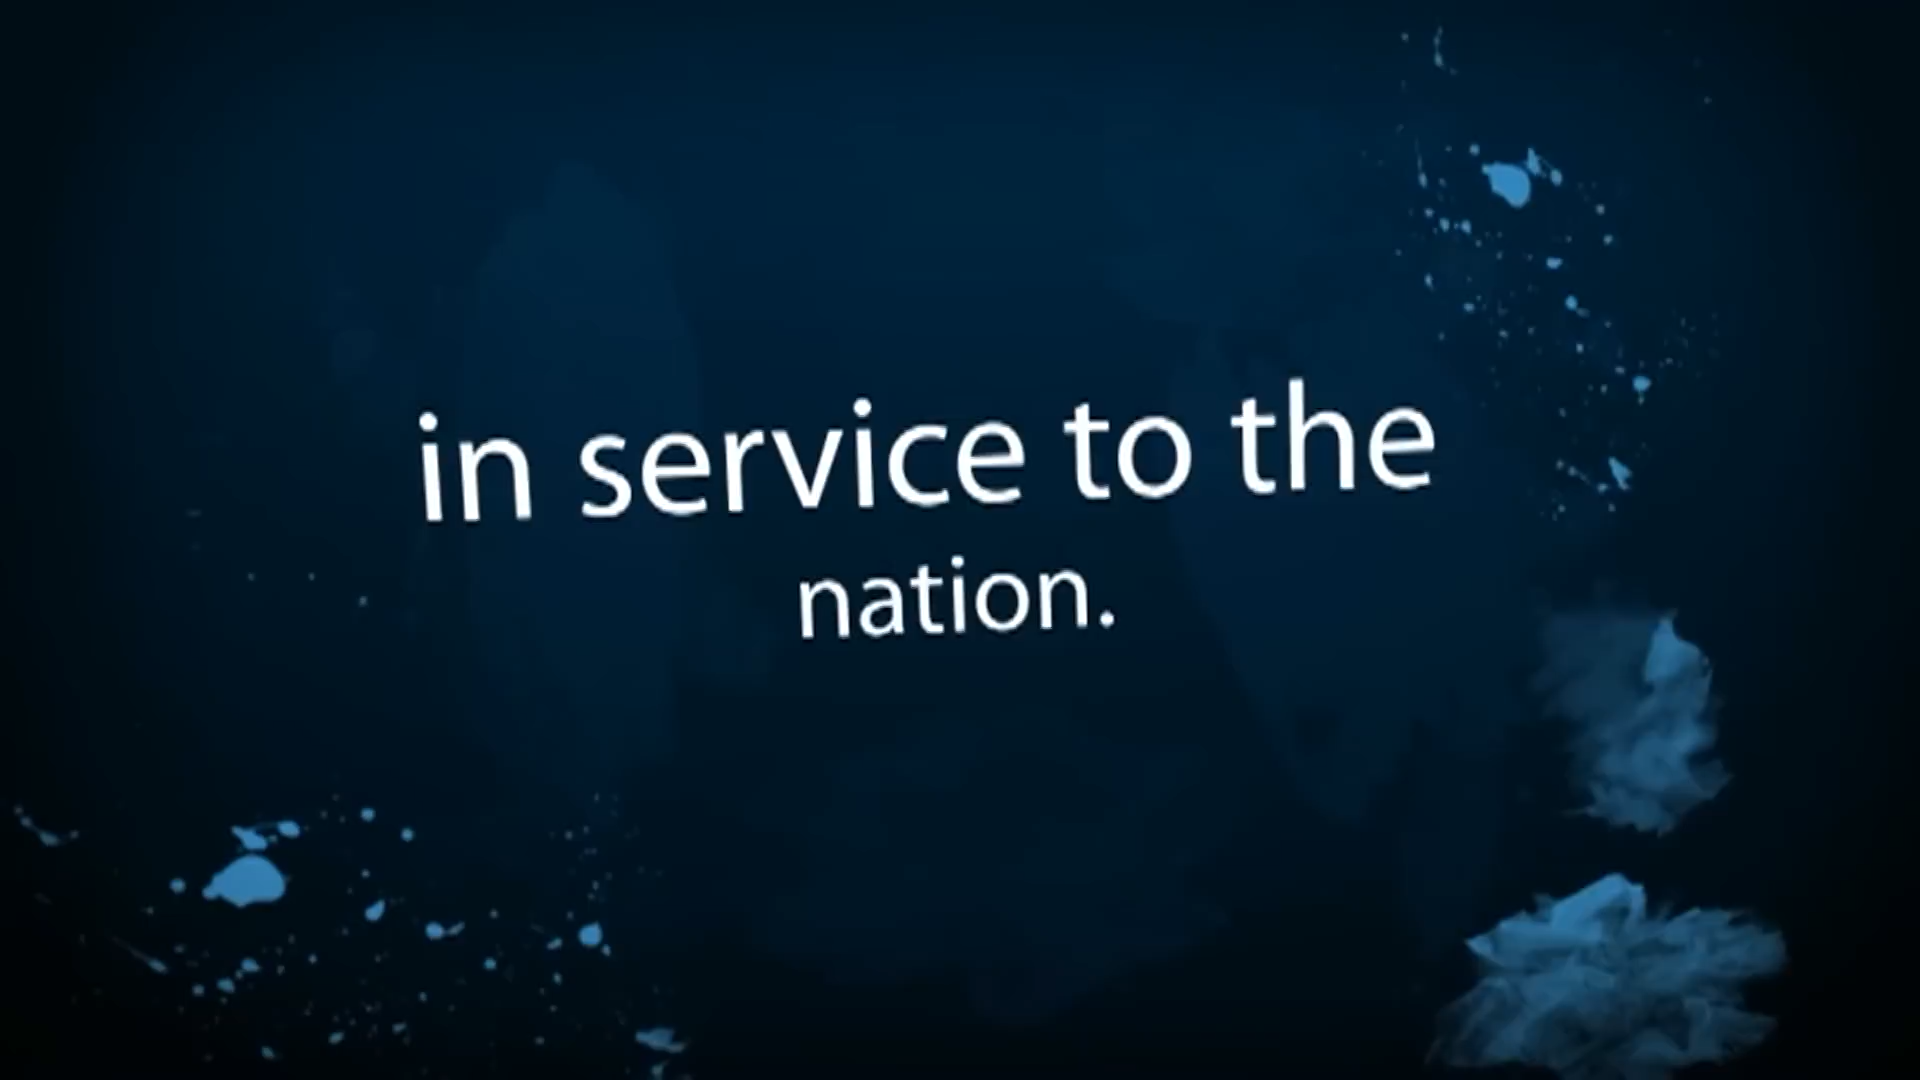 in service to the
nation.